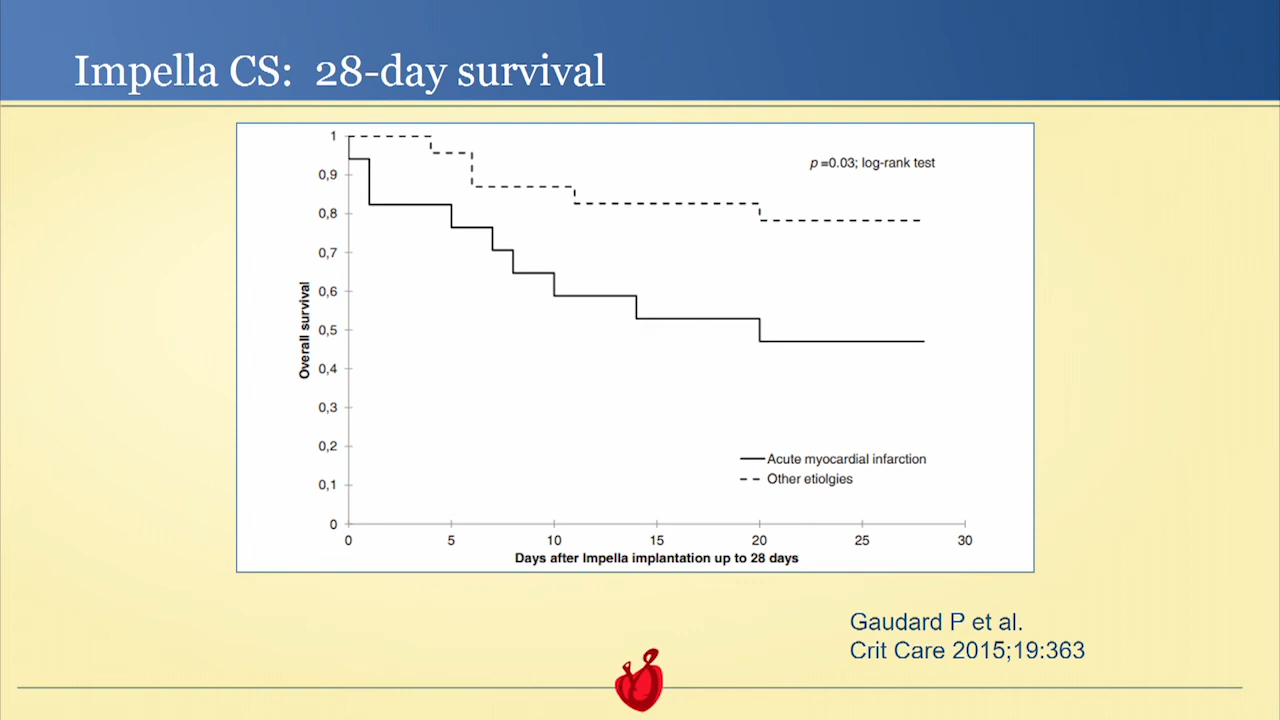 Impella CS: 28-day survival
1
0,9
0,8
0,7
0,6
0,5
0,4
0,3
0,2
0,1
0
Overall survival
p=0.03; log-rank test
Acute myocardial infarction
Other etiolgies
0 5 10 15 20 25 30
Days after Impella implantation up to 28 days
Gaudard P et al.
Crit Care 2015;19:363